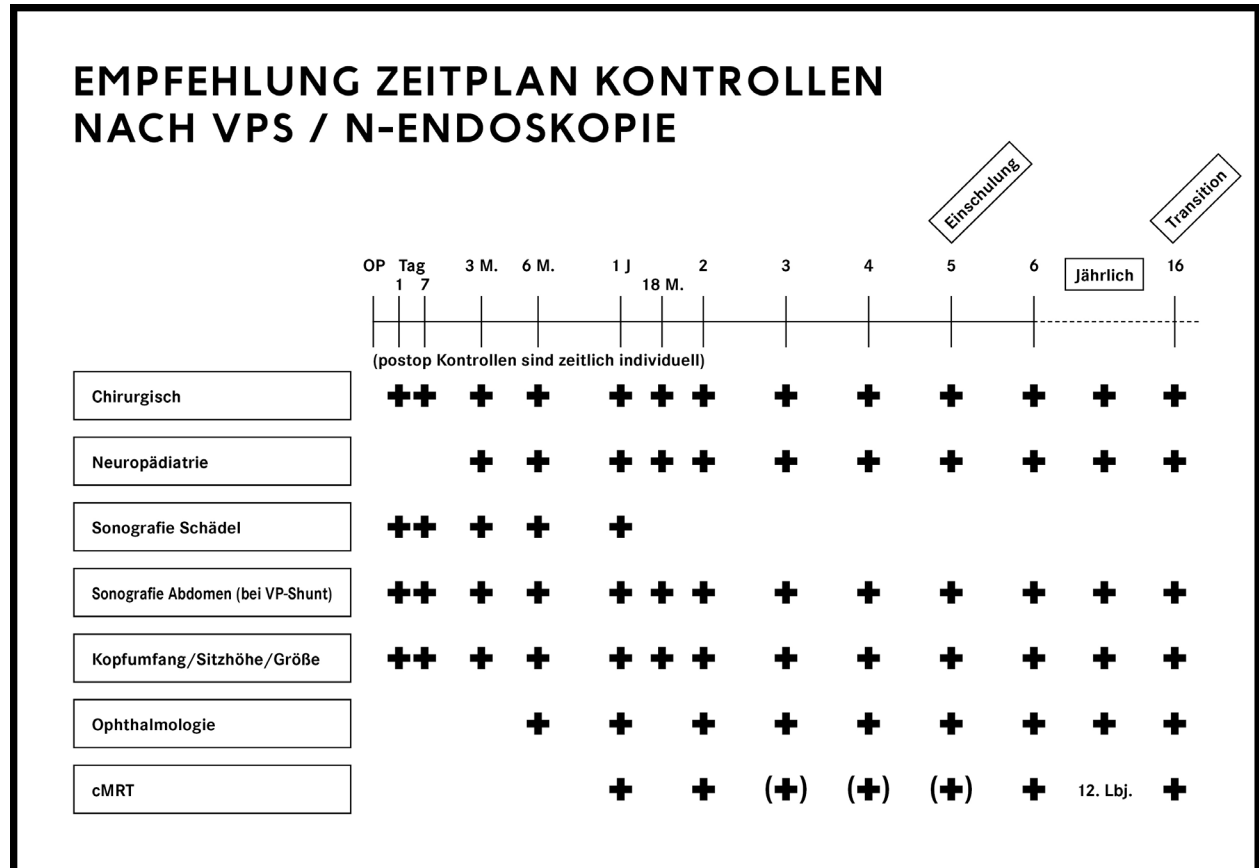 EMPFEHLUNG ZEITPLAN KONTROLLEN
NACH VPS / N-ENDOSKOPIE
Einschulung
Transition
OP Tag 3 M. 6 M. 1 J 2 3 4 5 6 Jährlich 16
1 7 18 M.
(postop Kontrollen sind zeitlich individuell)
Chirurgisch
Neuropädiatrie
Sonografie Schädel
Sonografie Abdomen (bei VP-Shunt)
Kopfumfang/Sitzhöhe/Größe
Ophthalmologie
cMRT (+) (+) (+) 12. Lbj.